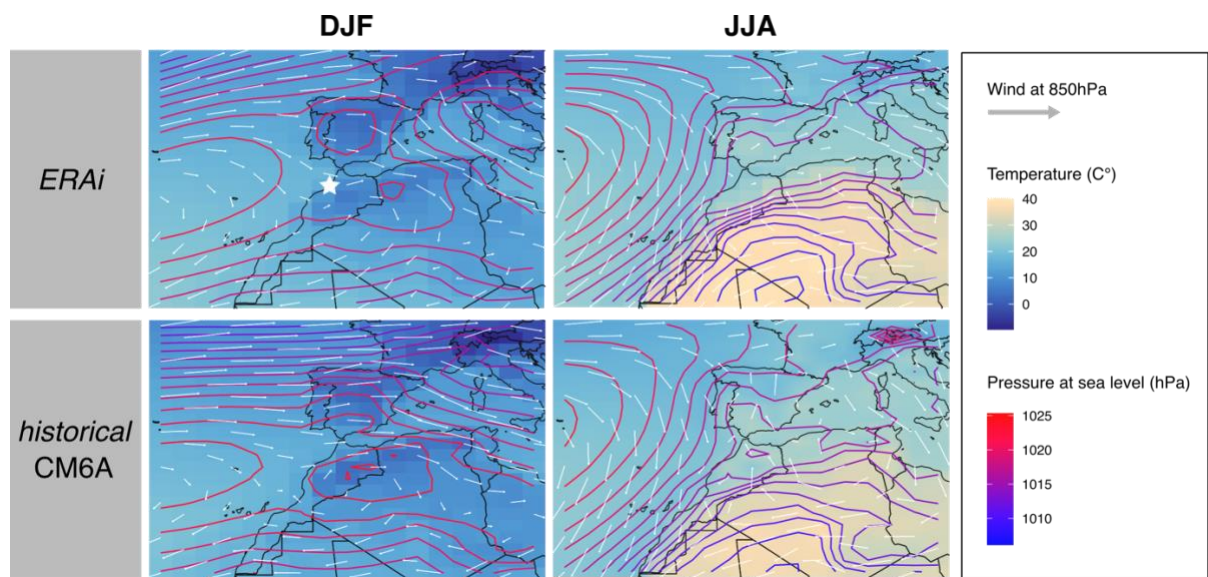 DJF
JJA
ERAi
historical
CM6A
Wind at 850hPa
Temperature (C°)
40
30
20
10
0
Pressure at sea level (hPa)
1025
1020
1015
1010